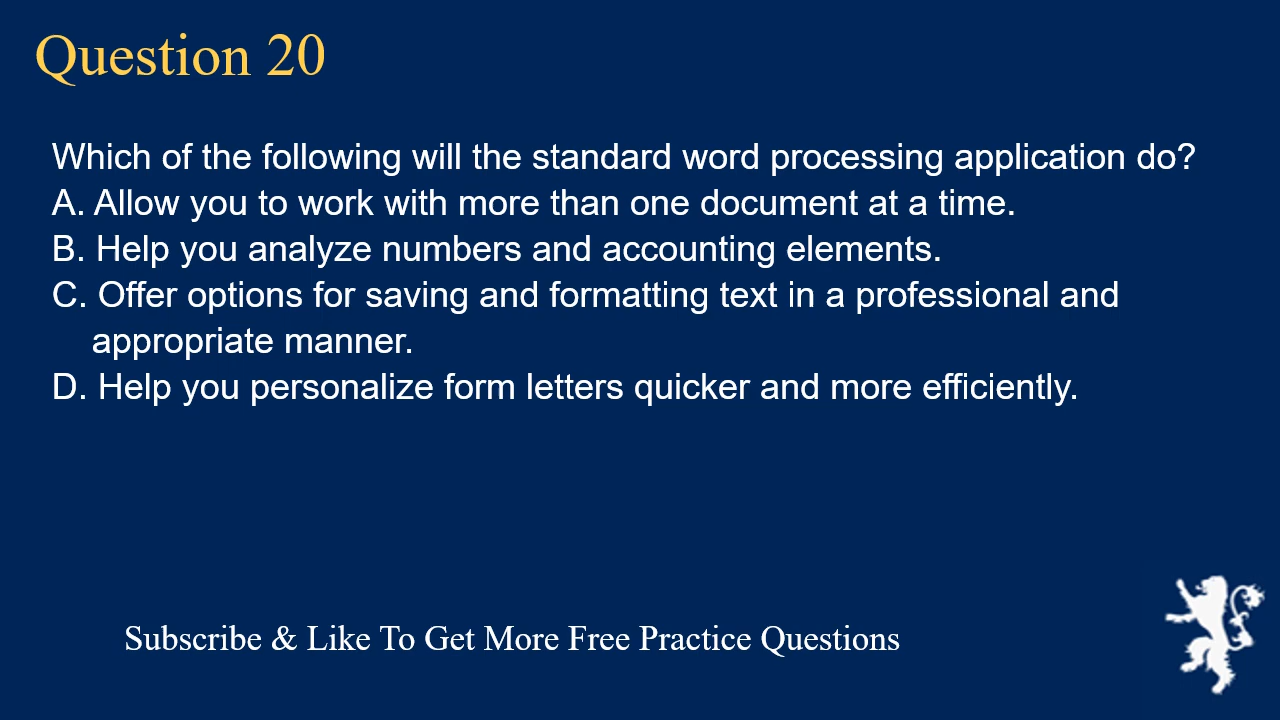 Question 20
Which of the following will the standard word processing application do?
A. Allow you to work with more than one document at a time.
B. Help you analyze numbers and accounting elements.
C. Offer options for saving and formatting text in a professional and
appropriate manner.
D. Help you personalize form letters quicker and more efficiently.
Subscribe & Like To Get More Free Practice Questions